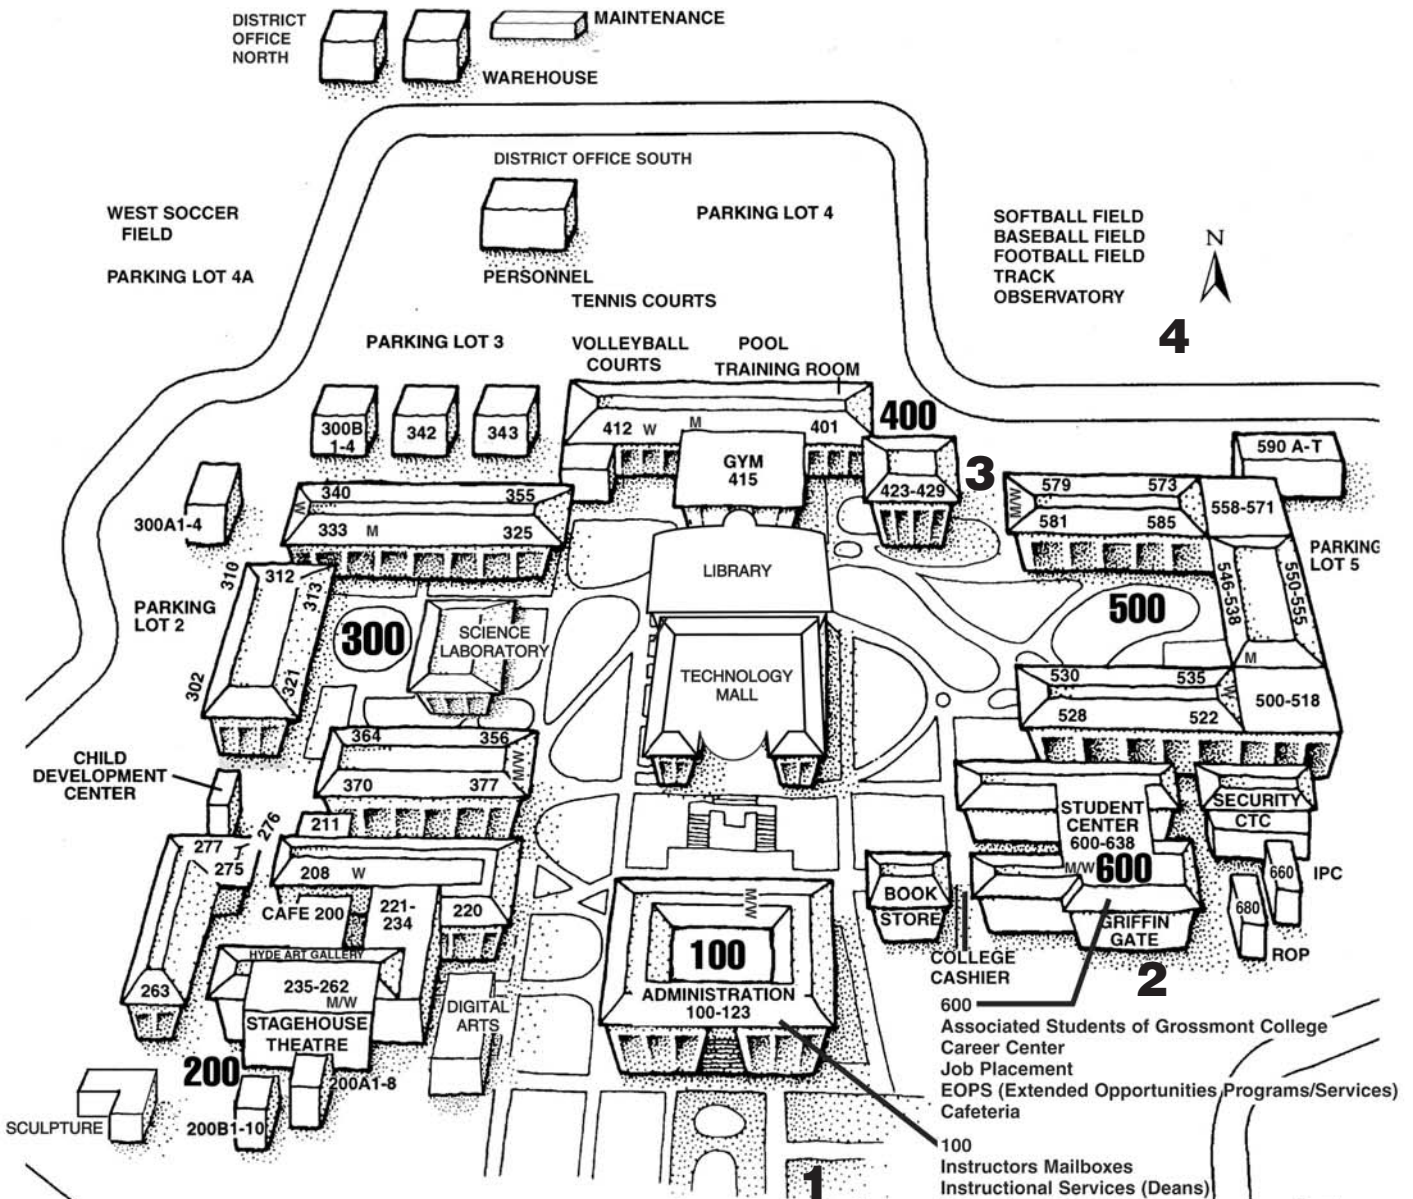 DISTRICT
OFFICE
NORTH
MAINTENANCE
WAREHOUSE
DISTRICT OFFICE SOUTH
WEST SOCCER
FIELD
PARKING LOT 4
SOFTBALL FIELD
BASEBALL FIELD
FOOTBALL FIELD
TRACK
OBSERVATORY
N
PARKING LOT 4A
PERSONNEL
TENNIS COURTS
4
PARKING LOT 3
VOLLEYBALL
COURTS
POOL
TRAINING ROOM
300B
1-4
342
343
412
W
M
401
400
GYM
415
423-429
3
590 A-T
340
355
W
333
M
325
300A1-4
579
573
M/W
581
585
558-571
PARKING
LOT 5
310
312
313
LIBRARY
546-538
550-555
PARKING
LOT 2
300
SCIENCE
LABORATORY
500
302
321
TECHNOLOGY
MALL
M
530
535
W
528
522
500-518
364
356
M/W
370
377
CHILD
DEVELOPMENT
CENTER
211
276
277
275
208
W
STUDENT
CENTER
600-638
M/W
600
SECURITY
CTC
660
IPC
680
ROP
CAFE 200
221-
234
220
M/W
BOOK
STORE
GRIFFIN
GATE
COLLEGE
CASHIER
2
HYDE ART GALLERY
235-262
M/W
263
STAGEHOUSE
THEATRE
DIGITAL
ARTS
100
ADMINISTRATION
100-123
600
Associated Students of Grossmont College
Career Center
Job Placement
EOPS (Extended Opportunities Programs/Services)
Cafeteria
200
200A1-8
SCULPTURE
200B1-10
100
Instructors Mailboxes
Instructional Services (Deans)
1